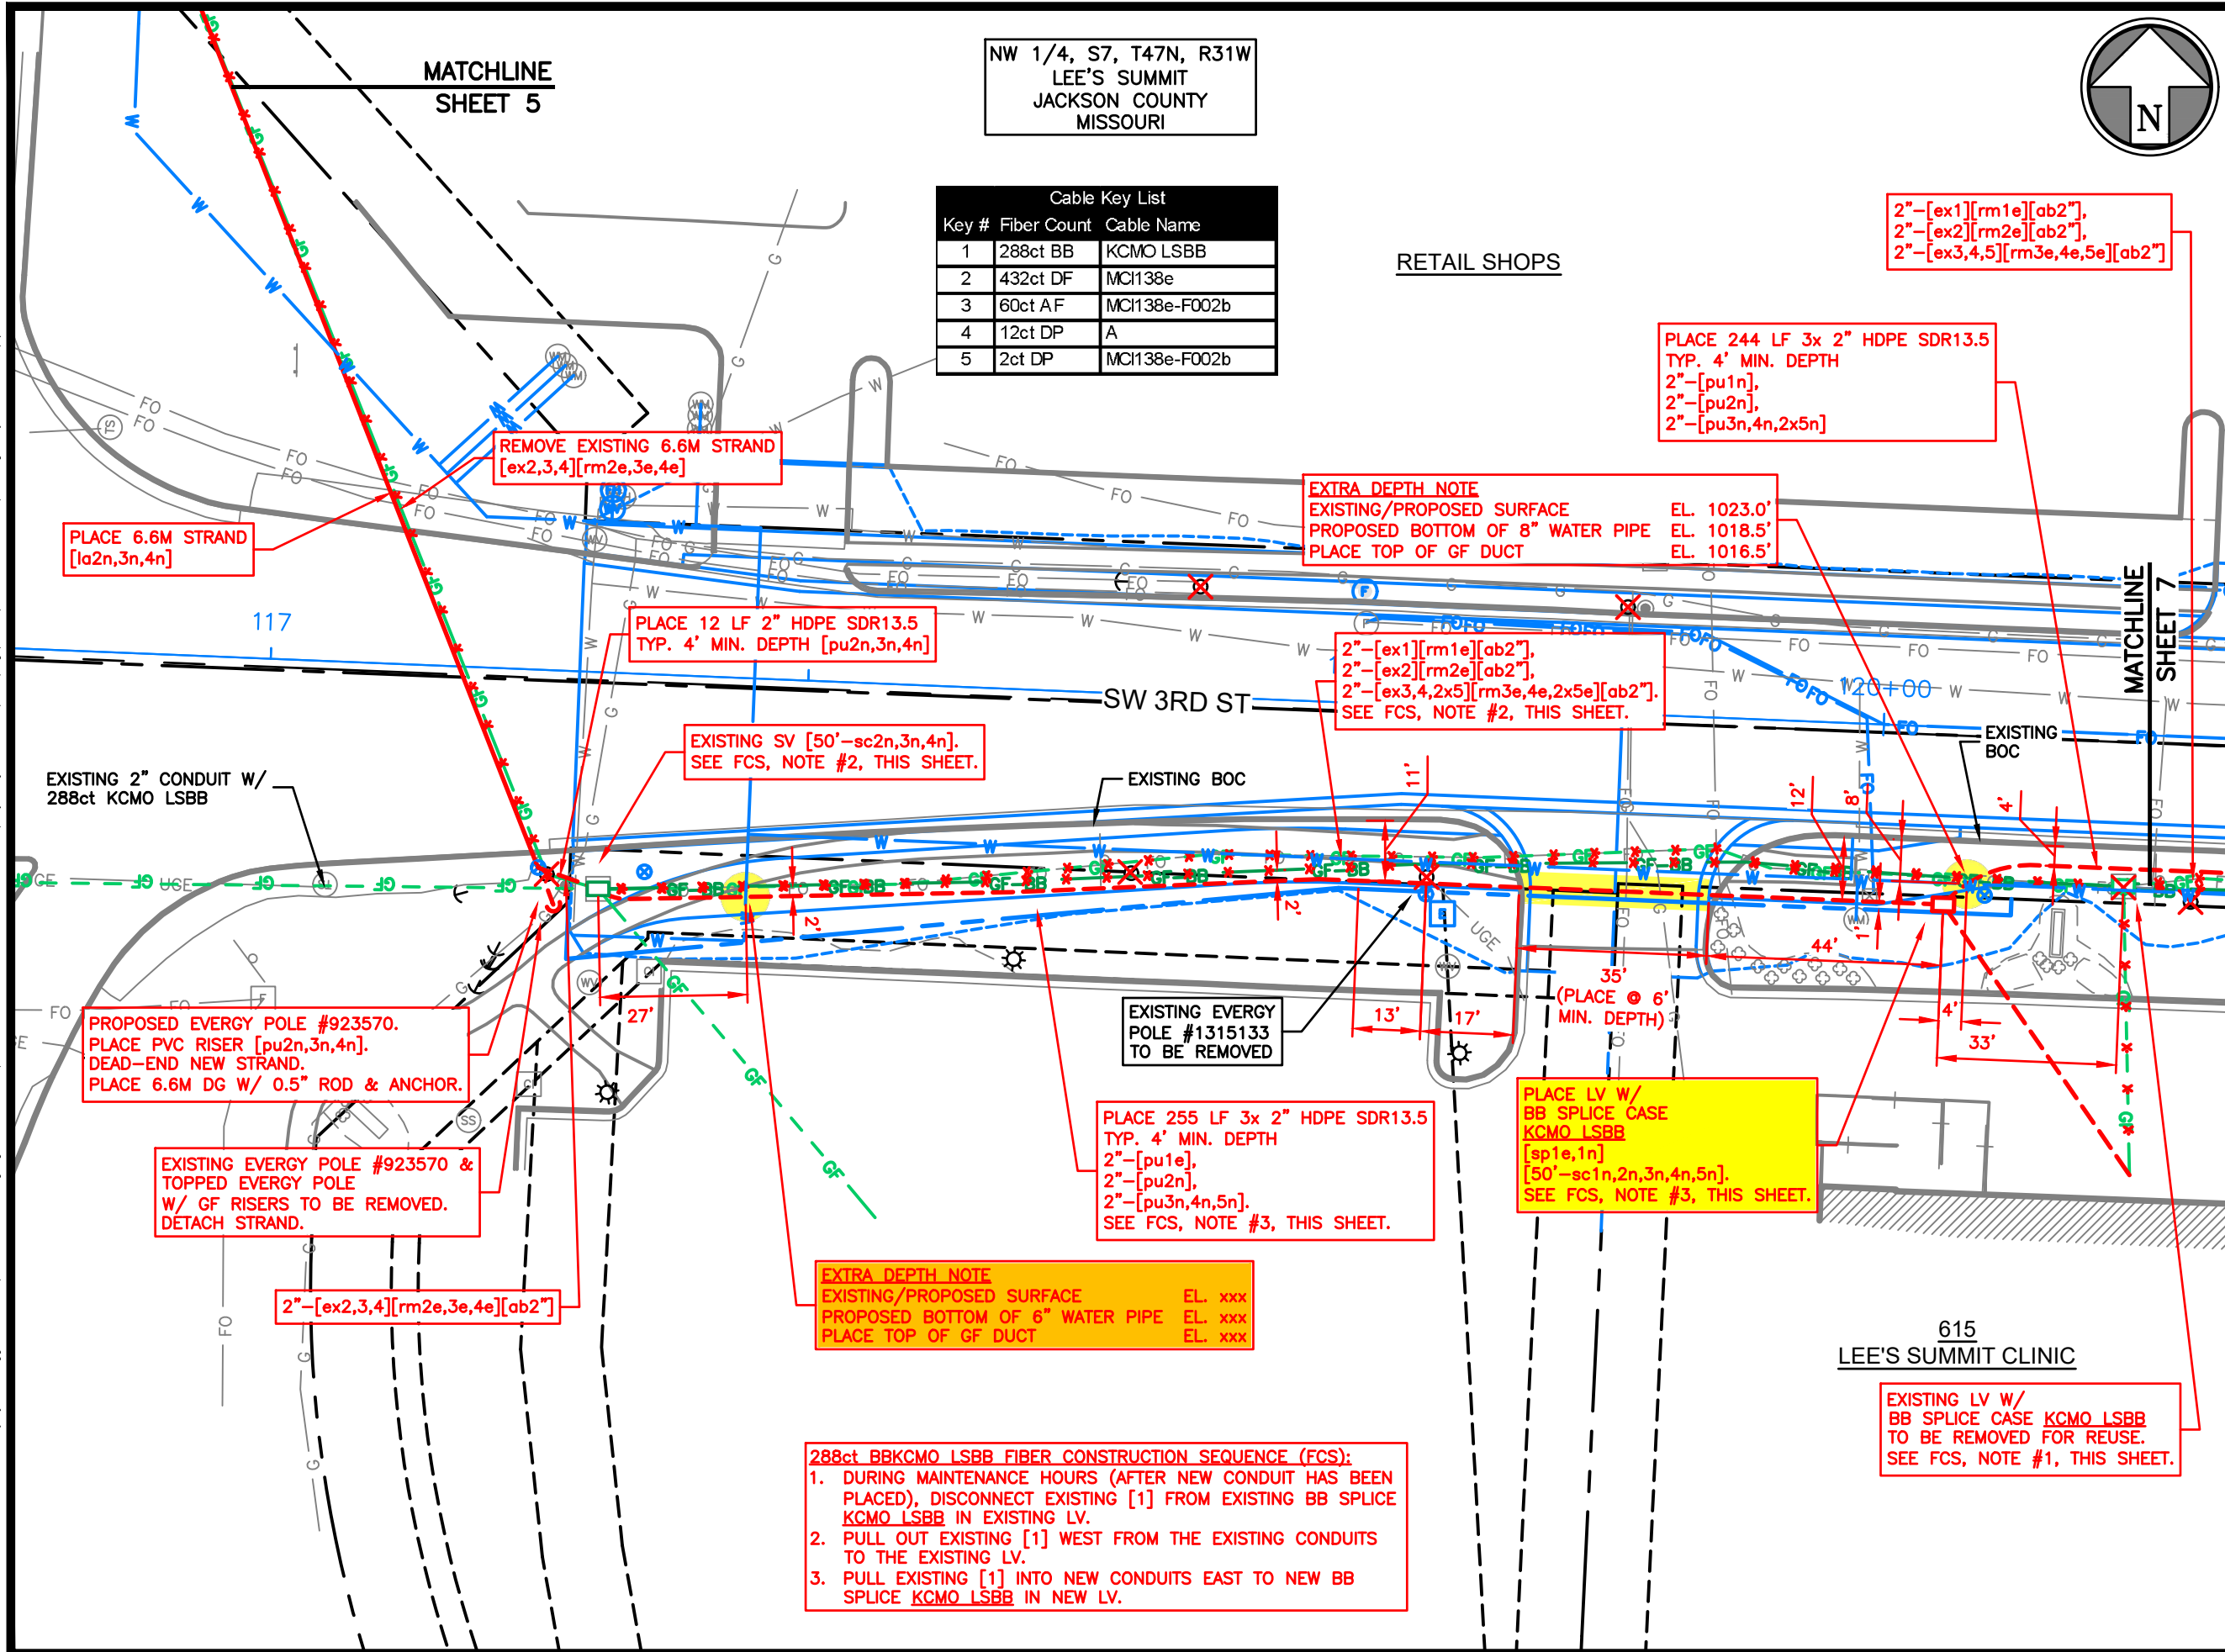 MATCHLINE
SHEET 5
NW 1/4, S7, T47N, R31W
LEE'S SUMMIT
JACKSON COUNTY
MISSOURI
N
Cable Key List
Key # Fiber Count Cable Name
1 288ct BB KCMO LSBB
2 432ct DF MCI138e
3 60ct AF MCI138e-F002b
4 12ct DP A
5 2ct DP MCI138e-F002b
RETAIL SHOPS
2"-[ex1][rm1e][ab2"],
2"-[ex2][rm2e][ab2"],
2"-[ex3,4,5][rm3e,4e,5e][ab2"]
PLACE 244 LF 3x 2" HDPE SDR13.5
TYP. 4' MIN. DEPTH
2"-[pu1n],
2"-[pu2n],
2"-[pu3n,4n,2x5n]
REMOVE EXISTING 6.6M STRAND
[ex2,3,4][rm2e,3e,4e]
EXTRA DEPTH NOTE
EXISTING/PROPOSED SURFACE EL. 1023.0'
PROPOSED BOTTOM OF 8" WATER PIPE EL. 1018.5'
PLACE TOP OF GF DUCT EL. 1016.5'
PLACE 6.6M STRAND
[la2n,3n,4n]
117
PLACE 12 LF 2" HDPE SDR13.5
TYP. 4' MIN. DEPTH [pu2n,3n,4n]
2"-[ex1][rm1e][ab2"],
2"-[ex2][rm2e][ab2"],
2"-[ex3,4,2x5][rm3e,4e,2x5e][ab2"].
SEE FCS, NOTE #2, THIS SHEET.
MATCHLINE
SHEET 7
SW 3RD ST
120+00
EXISTING
BOC
EXISTING SV [50'-sc2n,3n,4n].
SEE FCS, NOTE #2, THIS SHEET.
EXISTING 2" CONDUIT W/
288ct KCMO LSBB
EXISTING BOC
11'
12'
8'
4'
2'
2'
1'
UGE
UGE
44'
35'
(PLACE @ 6'
MIN. DEPTH)
27'
13'
17'
4'
33'
EXISTING EVERGY
POLE #1315133
TO BE REMOVED
PROPOSED EVERGY POLE #923570.
PLACE PVC RISER [pu2n,3n,4n].
DEAD-END NEW STRAND.
PLACE 6.6M DG W/ 0.5" ROD & ANCHOR.
PLACE LV W/
BB SPLICE CASE
KCMO LSBB
[sp1e,1n]
[50'-sc1n,2n,3n,4n,5n].
SEE FCS, NOTE #3, THIS SHEET.
PLACE 255 LF 3x 2" HDPE SDR13.5
TYP. 4' MIN. DEPTH
2"-[pu1e],
2"-[pu2n],
2"-[pu3n,4n,5n].
SEE FCS, NOTE #3, THIS SHEET.
EXISTING EVERGY POLE #923570 &
TOPPED EVERGY POLE
W/ GF RISERS TO BE REMOVED.
DETACH STRAND.
EXTRA DEPTH NOTE
EXISTING/PROPOSED SURFACE EL. xxx
PROPOSED BOTTOM OF 6" WATER PIPE EL. xxx
PLACE TOP OF GF DUCT EL. xxx
2"-[ex2,3,4][rm2e,3e,4e][ab2"]
615
LEE'S SUMMIT CLINIC
EXISTING LV W/
BB SPLICE CASE KCMO LSBB
TO BE REMOVED FOR REUSE.
SEE FCS, NOTE #1, THIS SHEET.
288ct BBKCMO LSBB FIBER CONSTRUCTION SEQUENCE (FCS):
1. DURING MAINTENANCE HOURS (AFTER NEW CONDUIT HAS BEEN
PLACED), DISCONNECT EXISTING [1] FROM EXISTING BB SPLICE
KCMO LSBB IN EXISTING LV.
2. PULL OUT EXISTING [1] WEST FROM THE EXISTING CONDUITS
TO THE EXISTING LV.
3. PULL EXISTING [1] INTO NEW CONDUITS EAST TO NEW BB
SPLICE KCMO LSBB IN NEW LV.